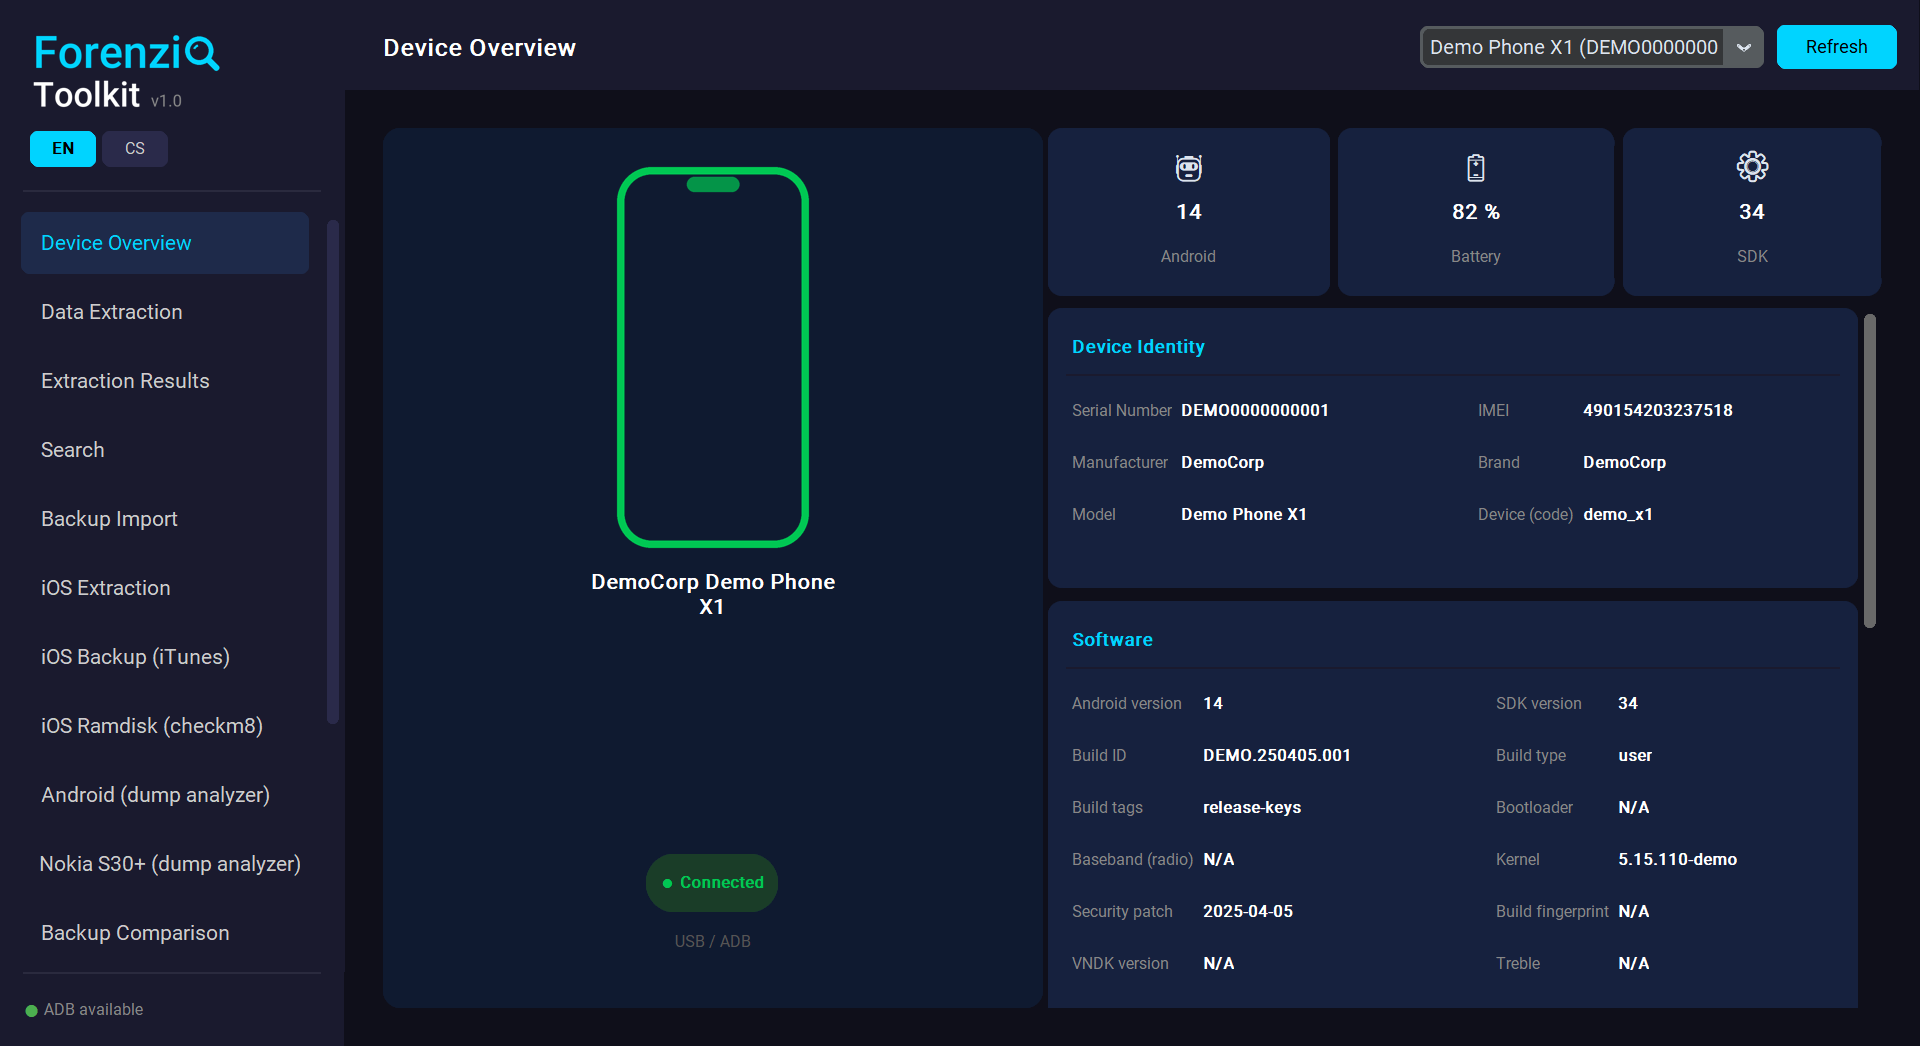 Forenzi
Toolkit v1.0
EN CS
Device Overview
Data Extraction
Extraction Results
Search
Backup Import
iOS Extraction
iOS Backup (iTunes)
iOS Ramdisk (checkm8)
Android (dump analyzer)
Nokia S30+ (dump analyzer)
Backup Comparison
ADB available
Device Overview
Demo Phone X1 (DEMO0000000
Refresh
DemoCorp Demo Phone
X1
Connected
USB / ADB
14
Android
82 %
Battery
34
SDK
Device Identity
Serial Number DEMO0000000001 IMEI 490154203237518
Manufacturer DemoCorp Brand DemoCorp
Model Demo Phone X1 Device (code) demo_x1
Software
Android version 14 SDK version 34
Build ID DEMO.250405.001 Build type user
Build tags release-keys Bootloader N/A
Baseband (radio) N/A Kernel 5.15.110-demo
Security patch 2025-04-05 Build fingerprint N/A
VNDK version N/A Treble N/A